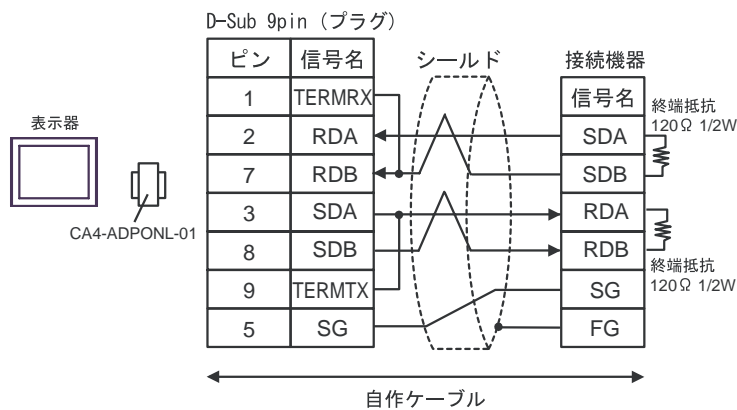 D-Sub 9pin (プラグ)
ピン 信号名 シールド 接続機器
1 TERMRX 信号名
2 RDA SDA
7 RDB SDB
3 SDA RDA
8 SDB RDB
9 TERMTX SG
5 SG FG
終端抵抗
120Ω 1/2W
終端抵抗
120Ω 1/2W
表示器
CA4-ADPONL-01
自作ケーブル